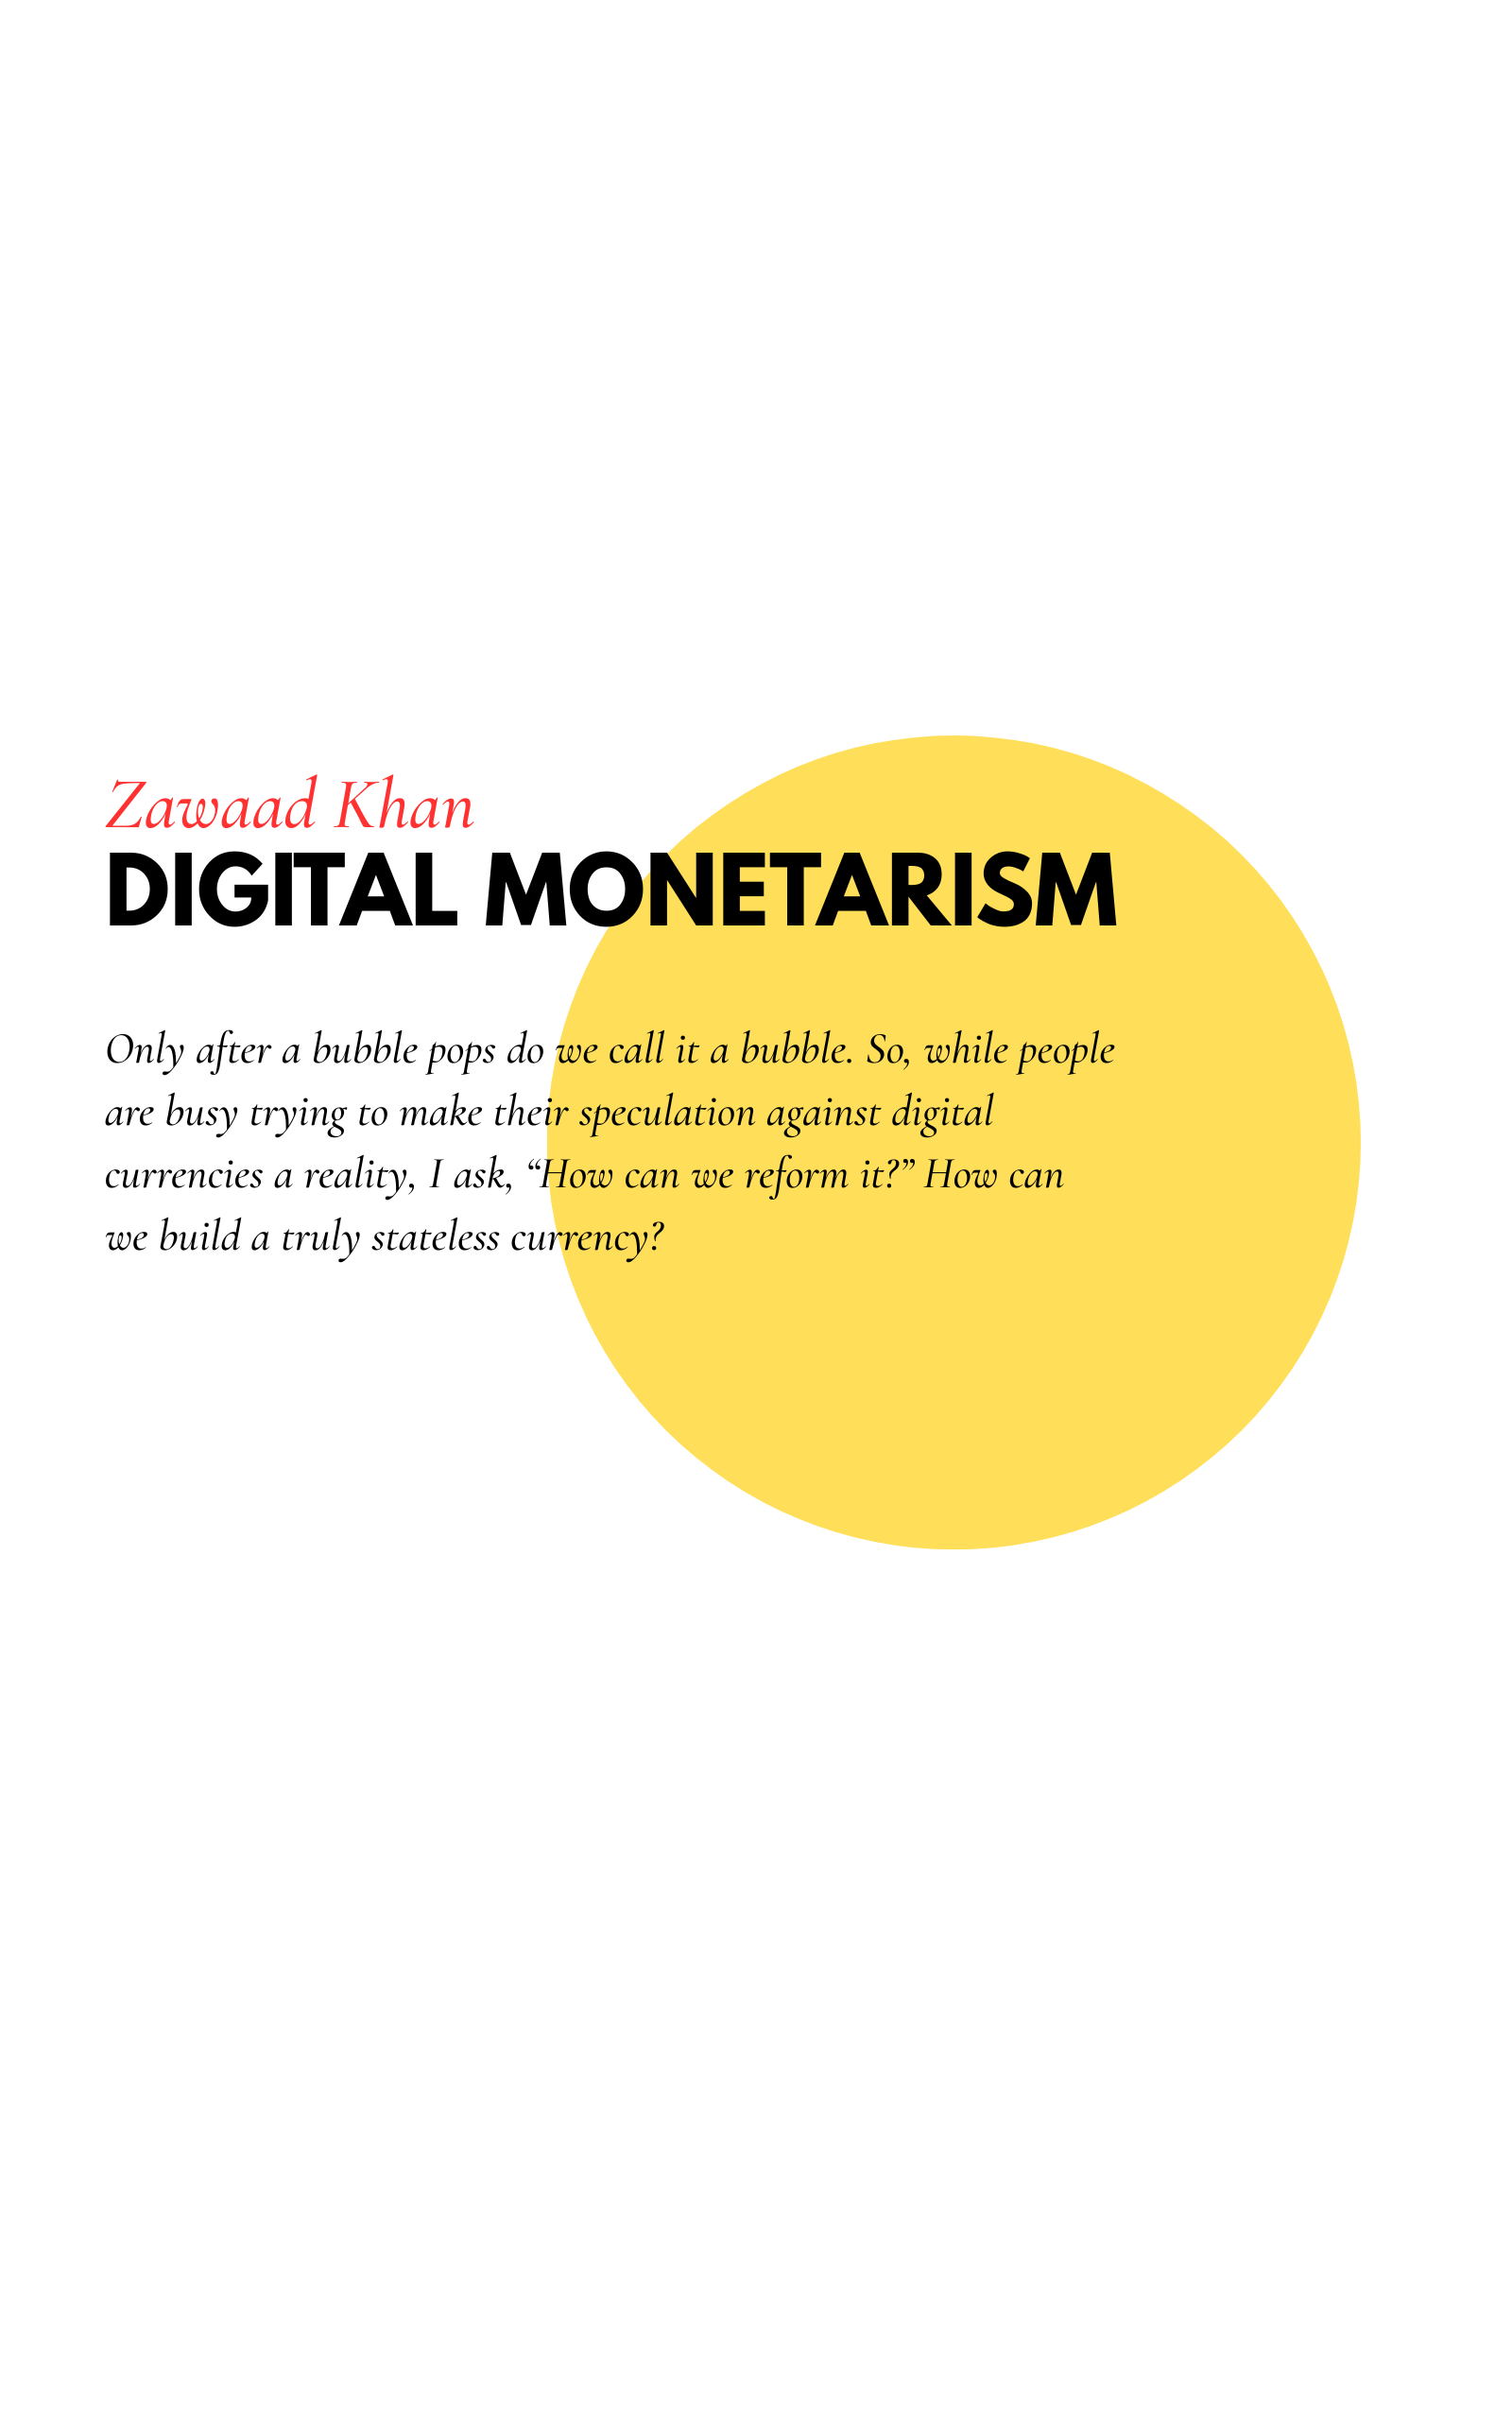 Zawaad Khan
DIGITAL MONETARISM
Only after a bubble pops do we call it a bubble. So, while people
are busy trying to make their speculation against digital
currencies a reality, I ask, “How can we reform it?” How can
we build a truly stateless currency?